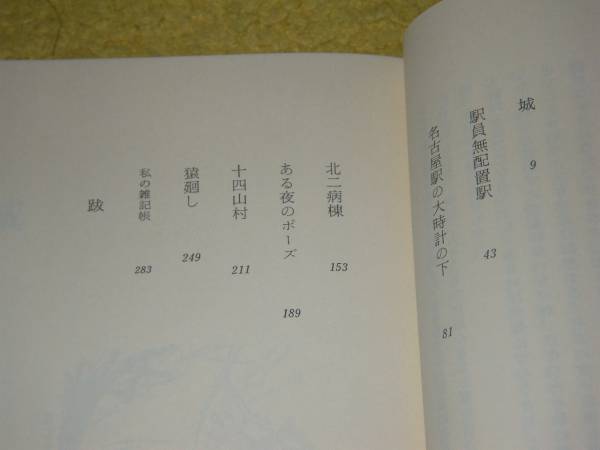 城
9
駅員無配置駅
43
名古屋駅の大時計の下
81
北二病棟
153
ある夜のポーズ
189
十四山村
211
猿廻し
249
私の雑記帳
283
跋